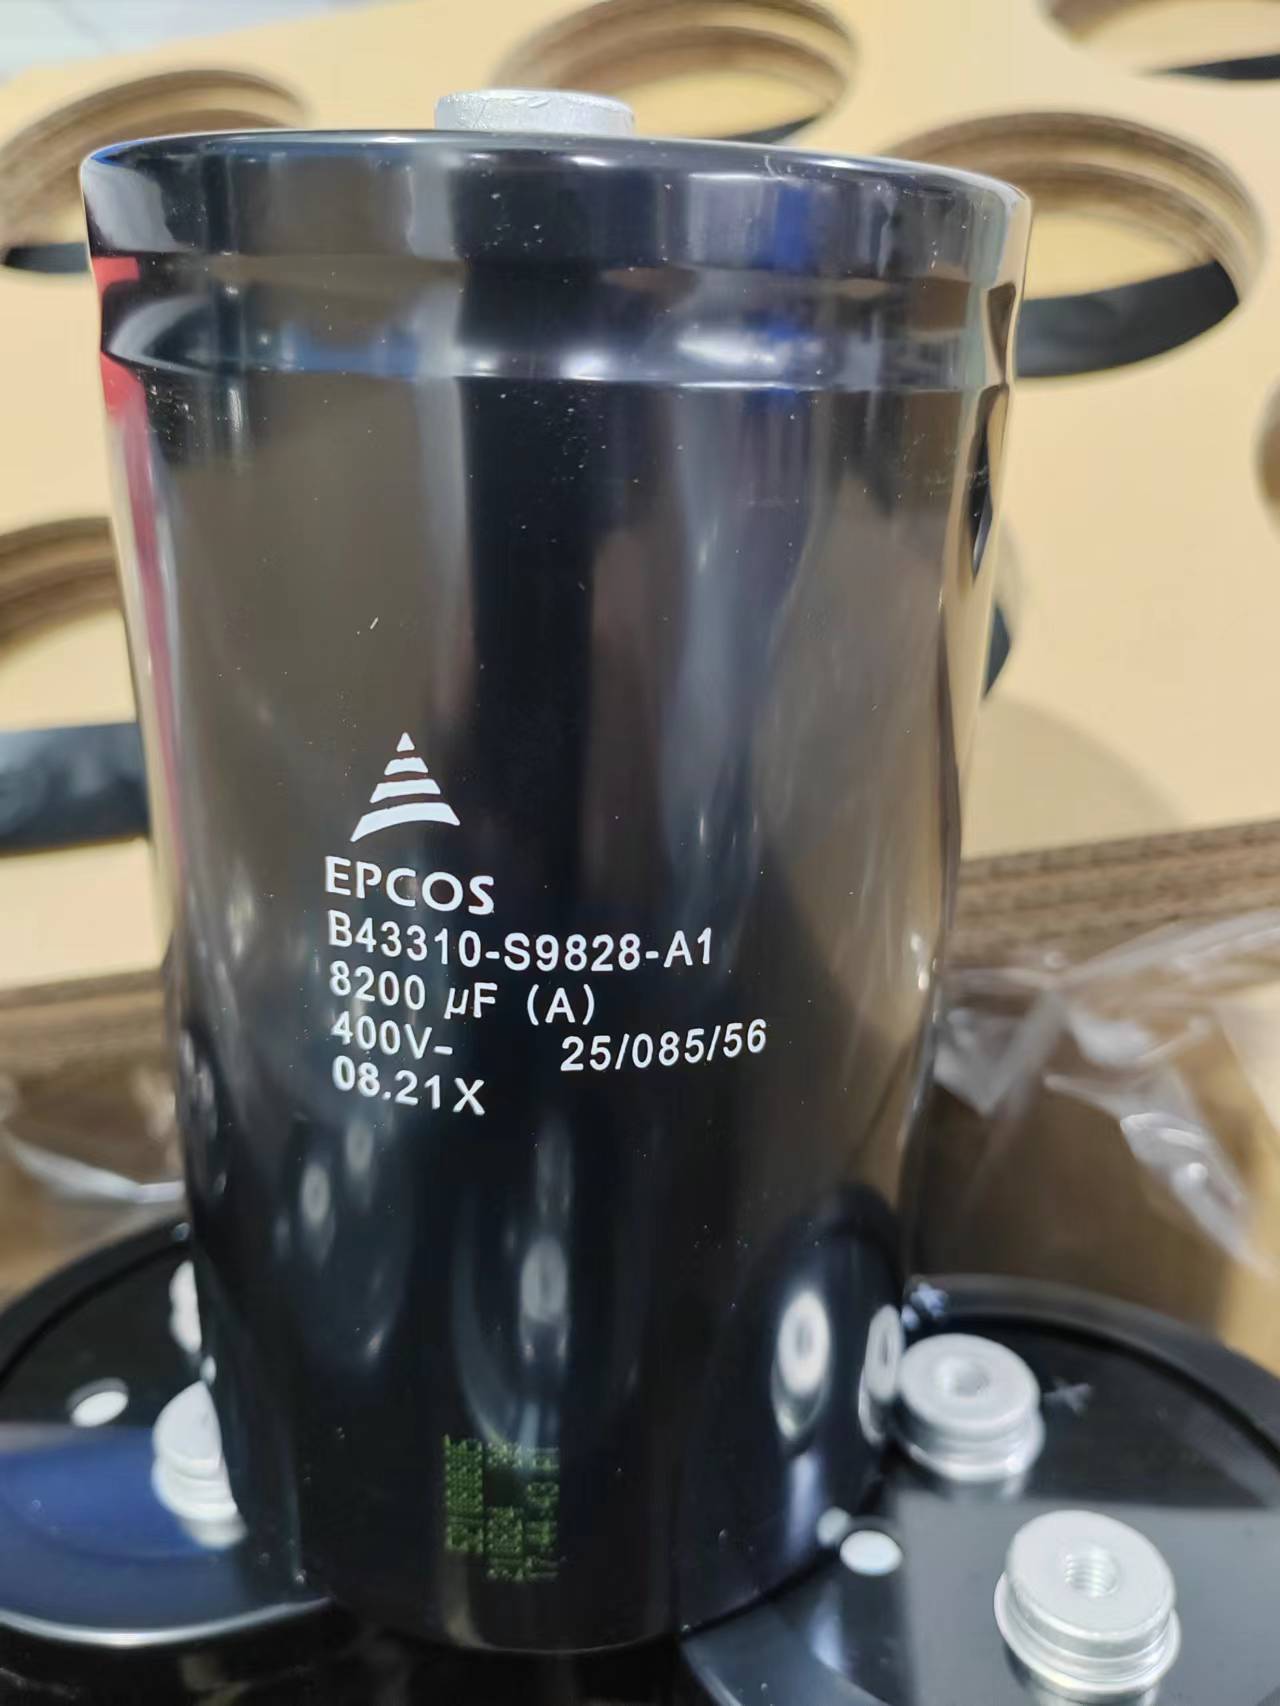 EPCOS
B43310-S9828-A1
8200 µF (A)
400V- 25/085/56
08.21X